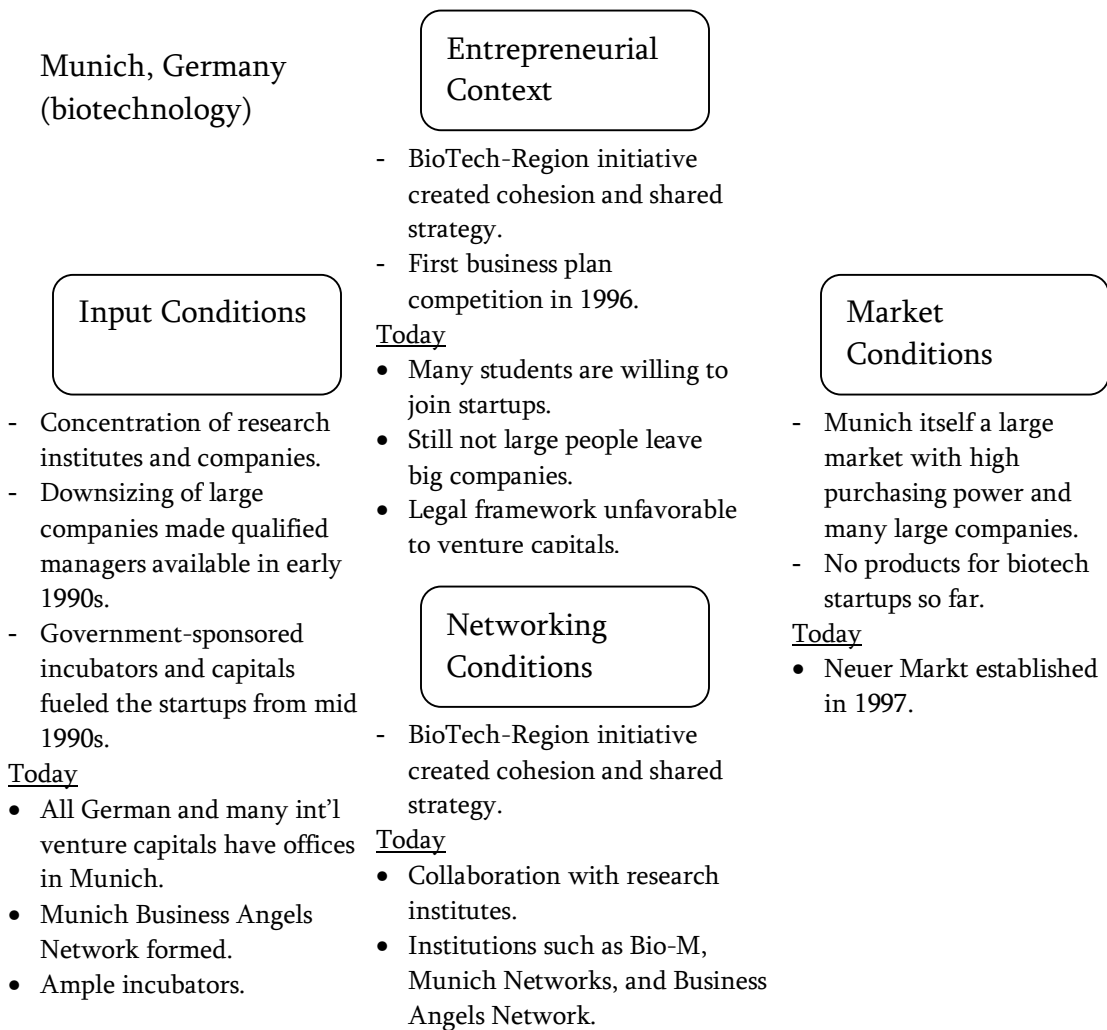 Munich, Germany
(biotechnology)
Entrepreneurial
Context
- BioTech-Region initiative
created cohesion and shared
strategy.
- First business plan
competition in 1996.
Today
• Many students are willing to
join startups.
• Still not large people leave
big companies.
• Legal framework unfavorable
to venture capitals.
Input Conditions
- Concentration of research
institutes and companies.
- Downsizing of large
companies made qualified
managers available in early
1990s.
- Government-sponsored
incubators and capitals
fueled the startups from mid
1990s.
Today
• All German and many int’l
venture capitals have offices
in Munich.
• Munich Business Angels
Network formed.
• Ample incubators.
Networking
Conditions
- BioTech-Region initiative
created cohesion and shared
strategy.
Today
• Collaboration with research
institutes.
• Institutions such as Bio-M,
Munich Networks, and Business
Angels Network.
Market
Conditions
- Munich itself a large
market with high
purchasing power and
many large companies.
- No products for biotech
startups so far.
Today
• Neuer Markt established
in 1997.